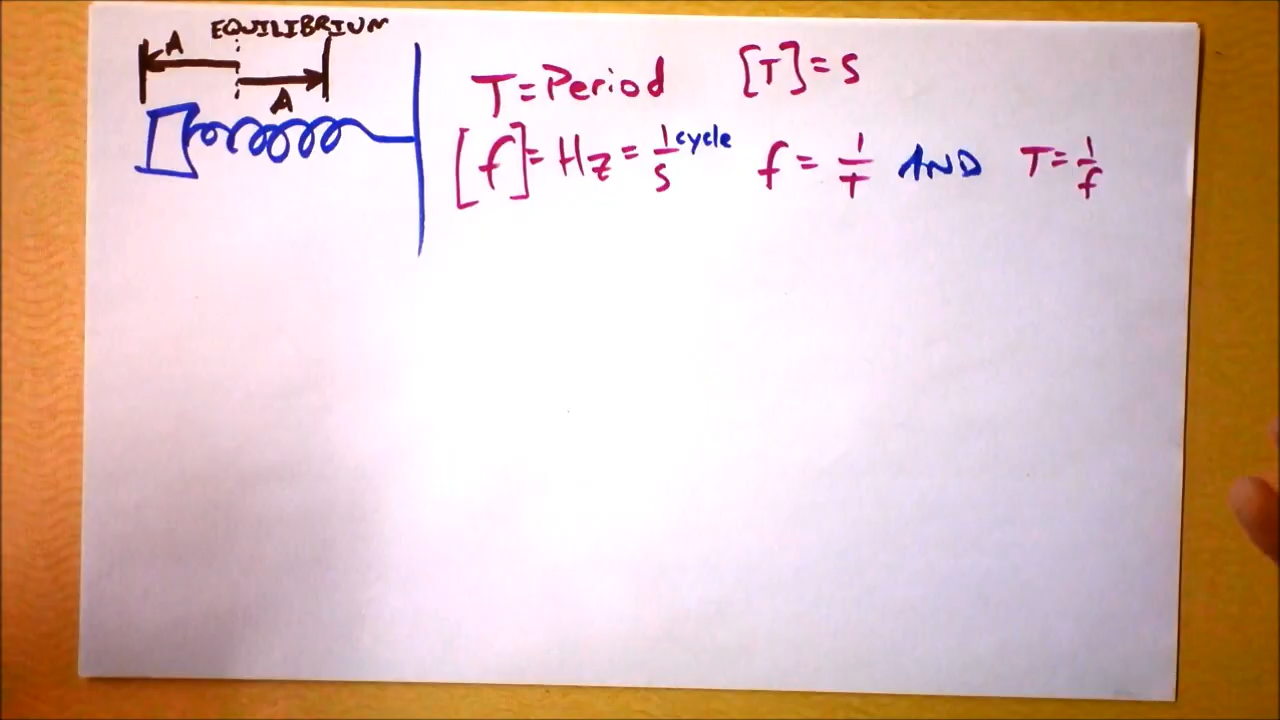 EQUILIBRIUM
A
A
T=Period [T]=s
[f]=Hz=1/s cycle f=1/T AND T=1/f